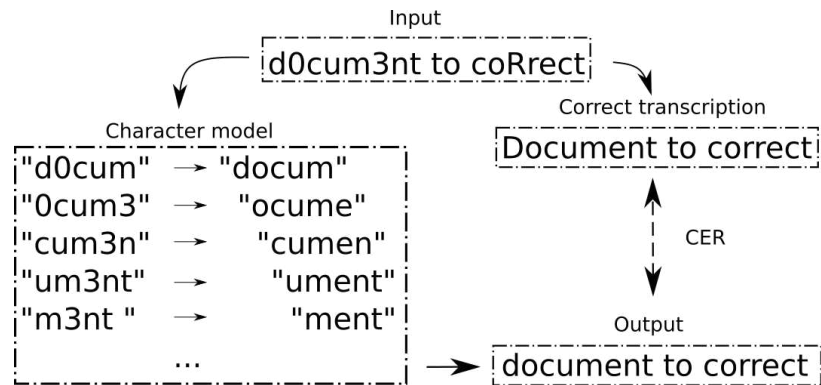 Input
d0cum3nt to coRrect
Correct transcription
Document to correct
Character model
"d0cum" → "docum"
"0cum3" → "ocume"
"cum3n" → "cumen"
"um3nt" → "ument"
"m3nt " → "ment"
...
CER
Output
document to correct